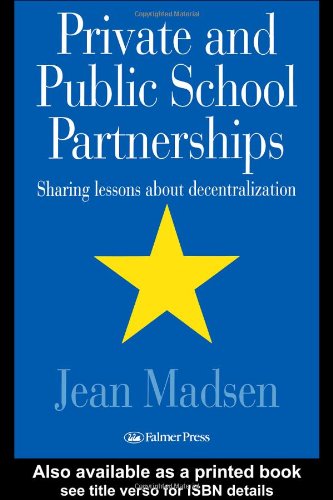 Private and
Public School
Partnerships
Sharing lessons about decentralization
Jean Madsen
Falmer Press
Also available as a printed book
see title verso for ISBN details